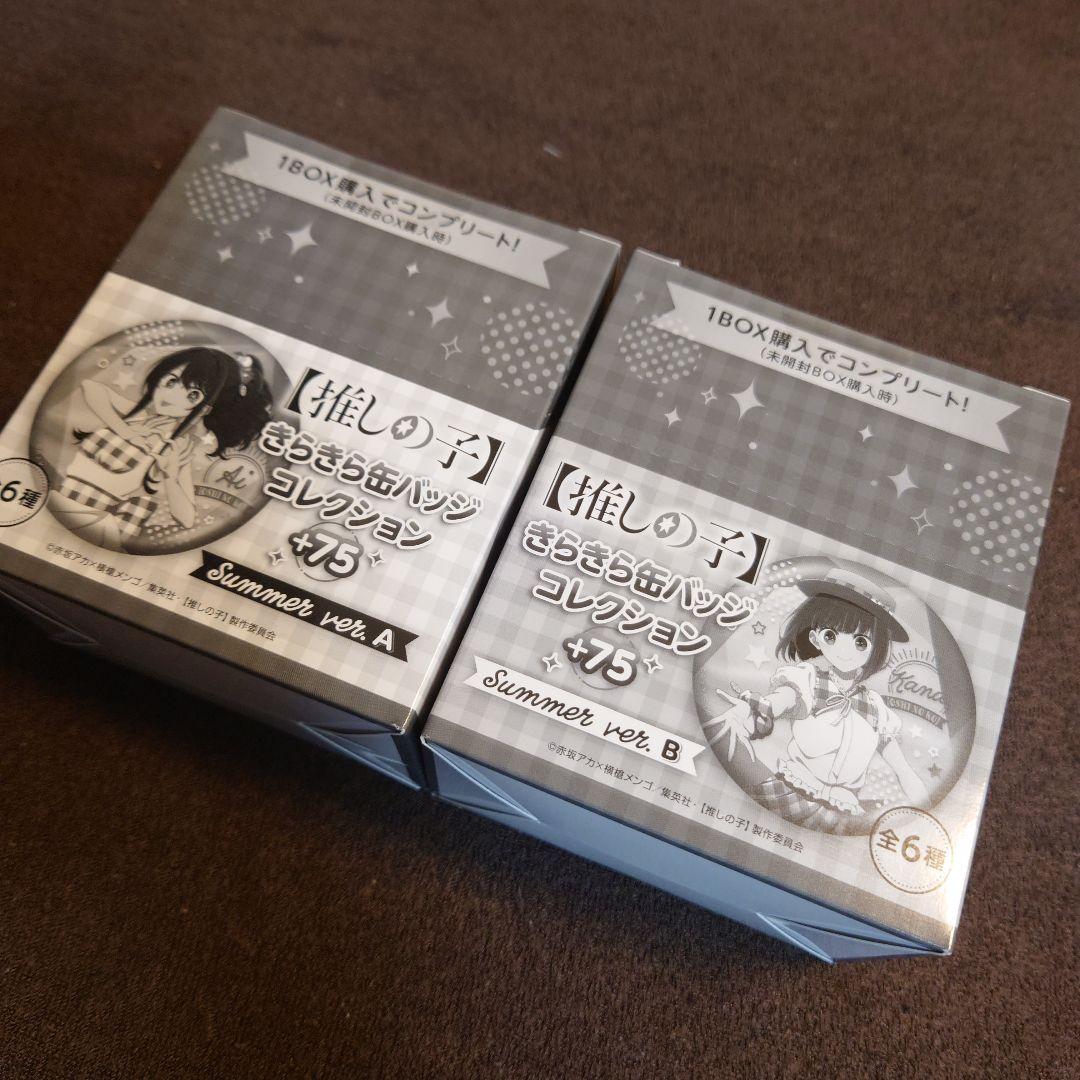 1BOX購入でコンプリート!
(未開封BOX購入時)
【推しの子】
きらきら缶バッジ
コレクション
+75
Summer ver. A
Ai
OSHI NO KO
6種
©赤坂アカ×横槍メンゴ/集英社・【推しの子】製作委員会
1BOX購入でコンプリート!
(未開封BOX購入時)
【推しの子】
きらきら缶バッジ
コレクション
+75
Summer ver. B
Kana
OSHI NO KO
©赤坂アカ×横槍メンゴ/集英社・【推しの子】製作委員会
全6種